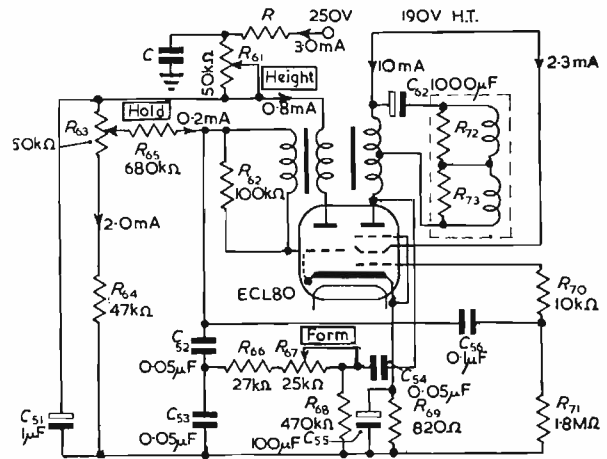 R
250V
190V H.T.
C
3.0mA
50kΩ
R61
Height
10mA
C62
1000μF
2.3mA
Hold
0.8mA
R63
0.2mA
50kΩ
R65
680kΩ
R62
100kΩ
R72
R73
2.0mA
R64
47kΩ
ECL80
R70
10kΩ
C52
Form
C56
0.05μF
R66
R67
C54
0.1μF
27kΩ
25kΩ
0.05μF
C51
1μF
C53
0.05μF
R68
470kΩ
100μF
C55
R69
820Ω
R71
1.8MΩ